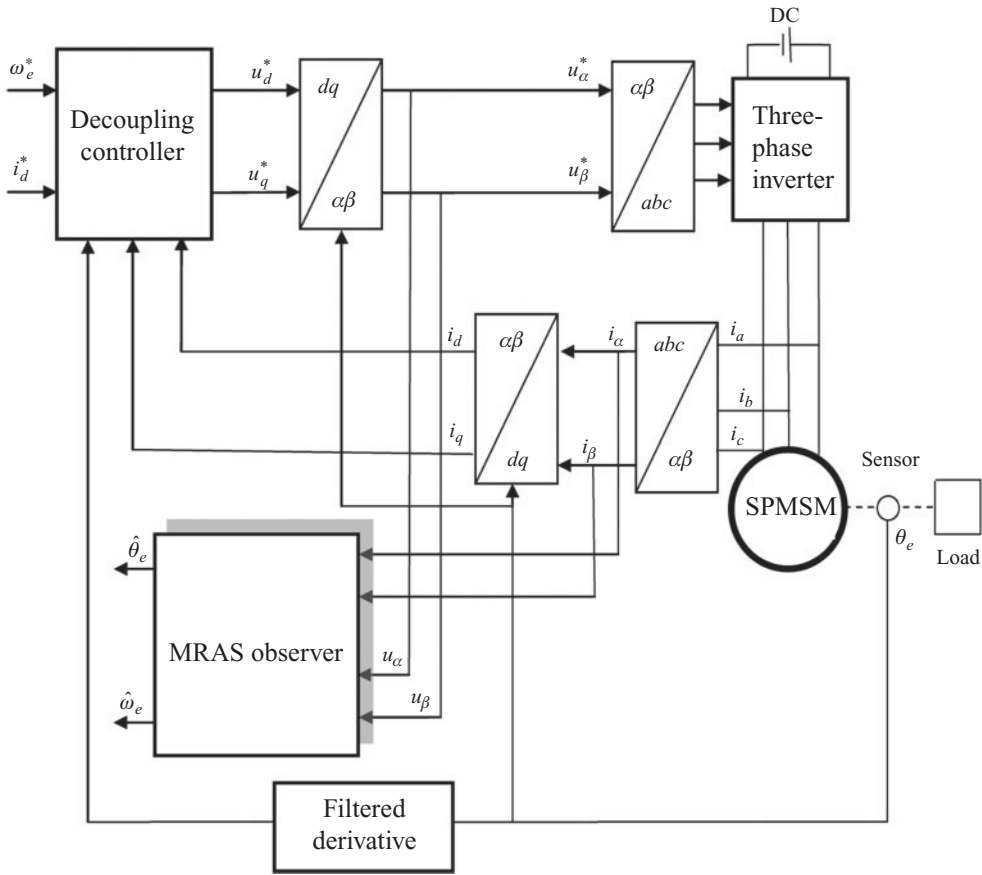 DC
ω*e
u*d
dq
u*α
αβ
Decoupling
controller
Three-
phase
inverter
i*d
u*q
αβ
u*β
abc
id
αβ
iα
abc
ia
ib
iq
dq
iβ
αβ
ic
Sensor
SPMSM
θe
Load
θ̂e
MRAS observer
uα
uβ
ω̂e
Filtered
derivative